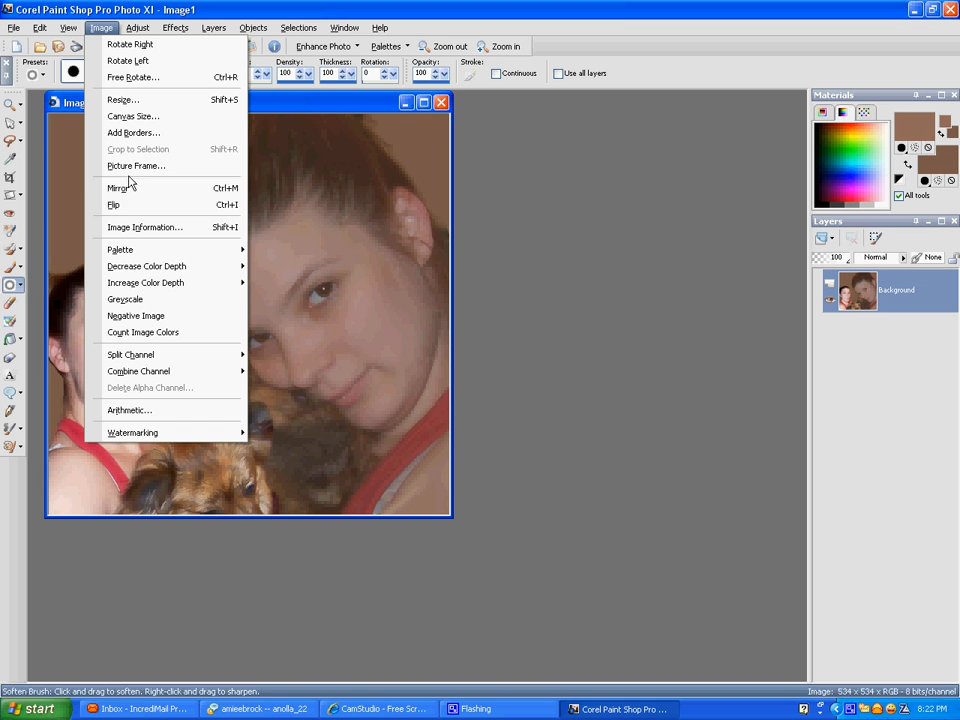 Corel Paint Shop Pro Photo XI - Image1
File Edit View Image Adjust Effects Layers Objects Selections Window Help
Enhance Photo Palettes Zoom out Zoom in
Presets: Density: Thickness: Rotation: Opacity: Stroke:
100 100 0 100 Continuous Use all layers
Rotate Right
Rotate Left
Free Rotate... Ctrl+R
Resize... Shift+S
Canvas Size...
Add Borders...
Crop to Selection Shift+R
Picture Frame...
Mirror Ctrl+M
Flip Ctrl+I
Image Information... Shift+I
Palette
Decrease Color Depth
Increase Color Depth
Greyscale
Negative Image
Count Image Colors
Split Channel
Combine Channel
Delete Alpha Channel...
Arithmetic...
Watermarking
Materials
All tools
Layers
100 Normal None
Background
Soften Brush: Click and drag to soften. Right-click and drag to sharpen.
Image: 534 x 534 x RGB - 8 bits/channel
start Inbox - IncrediMail Pr... amieebrock -- anolla_22 CamStudio - Free Scr... Flashing Corel Paint Shop Pro ... 8:22 PM